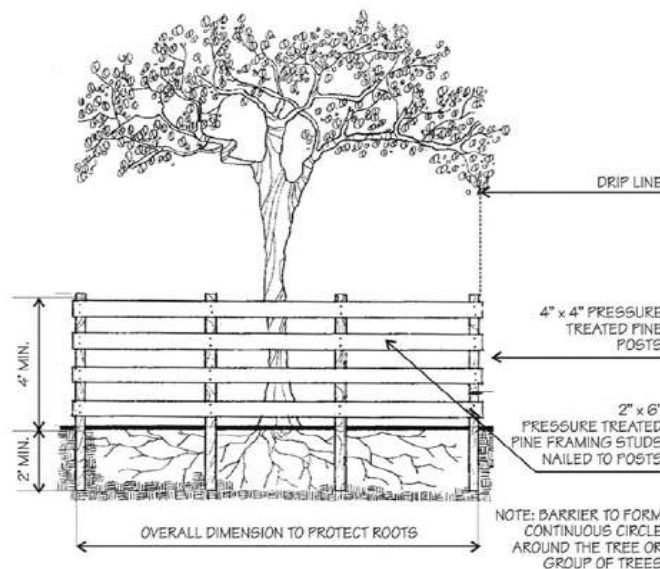 DRIP LINE
4" x 4" PRESSURE
TREATED PINE
POSTS
4' MIN.
2" x 6"
PRESSURE TREATED
PINE FRAMING STUDS
NAILED TO POSTS
2' MIN.
OVERALL DIMENSION TO PROTECT ROOTS
NOTE: BARRIER TO FORM
CONTINUOUS CIRCLE
AROUND THE TREE OR
GROUP OF TREES